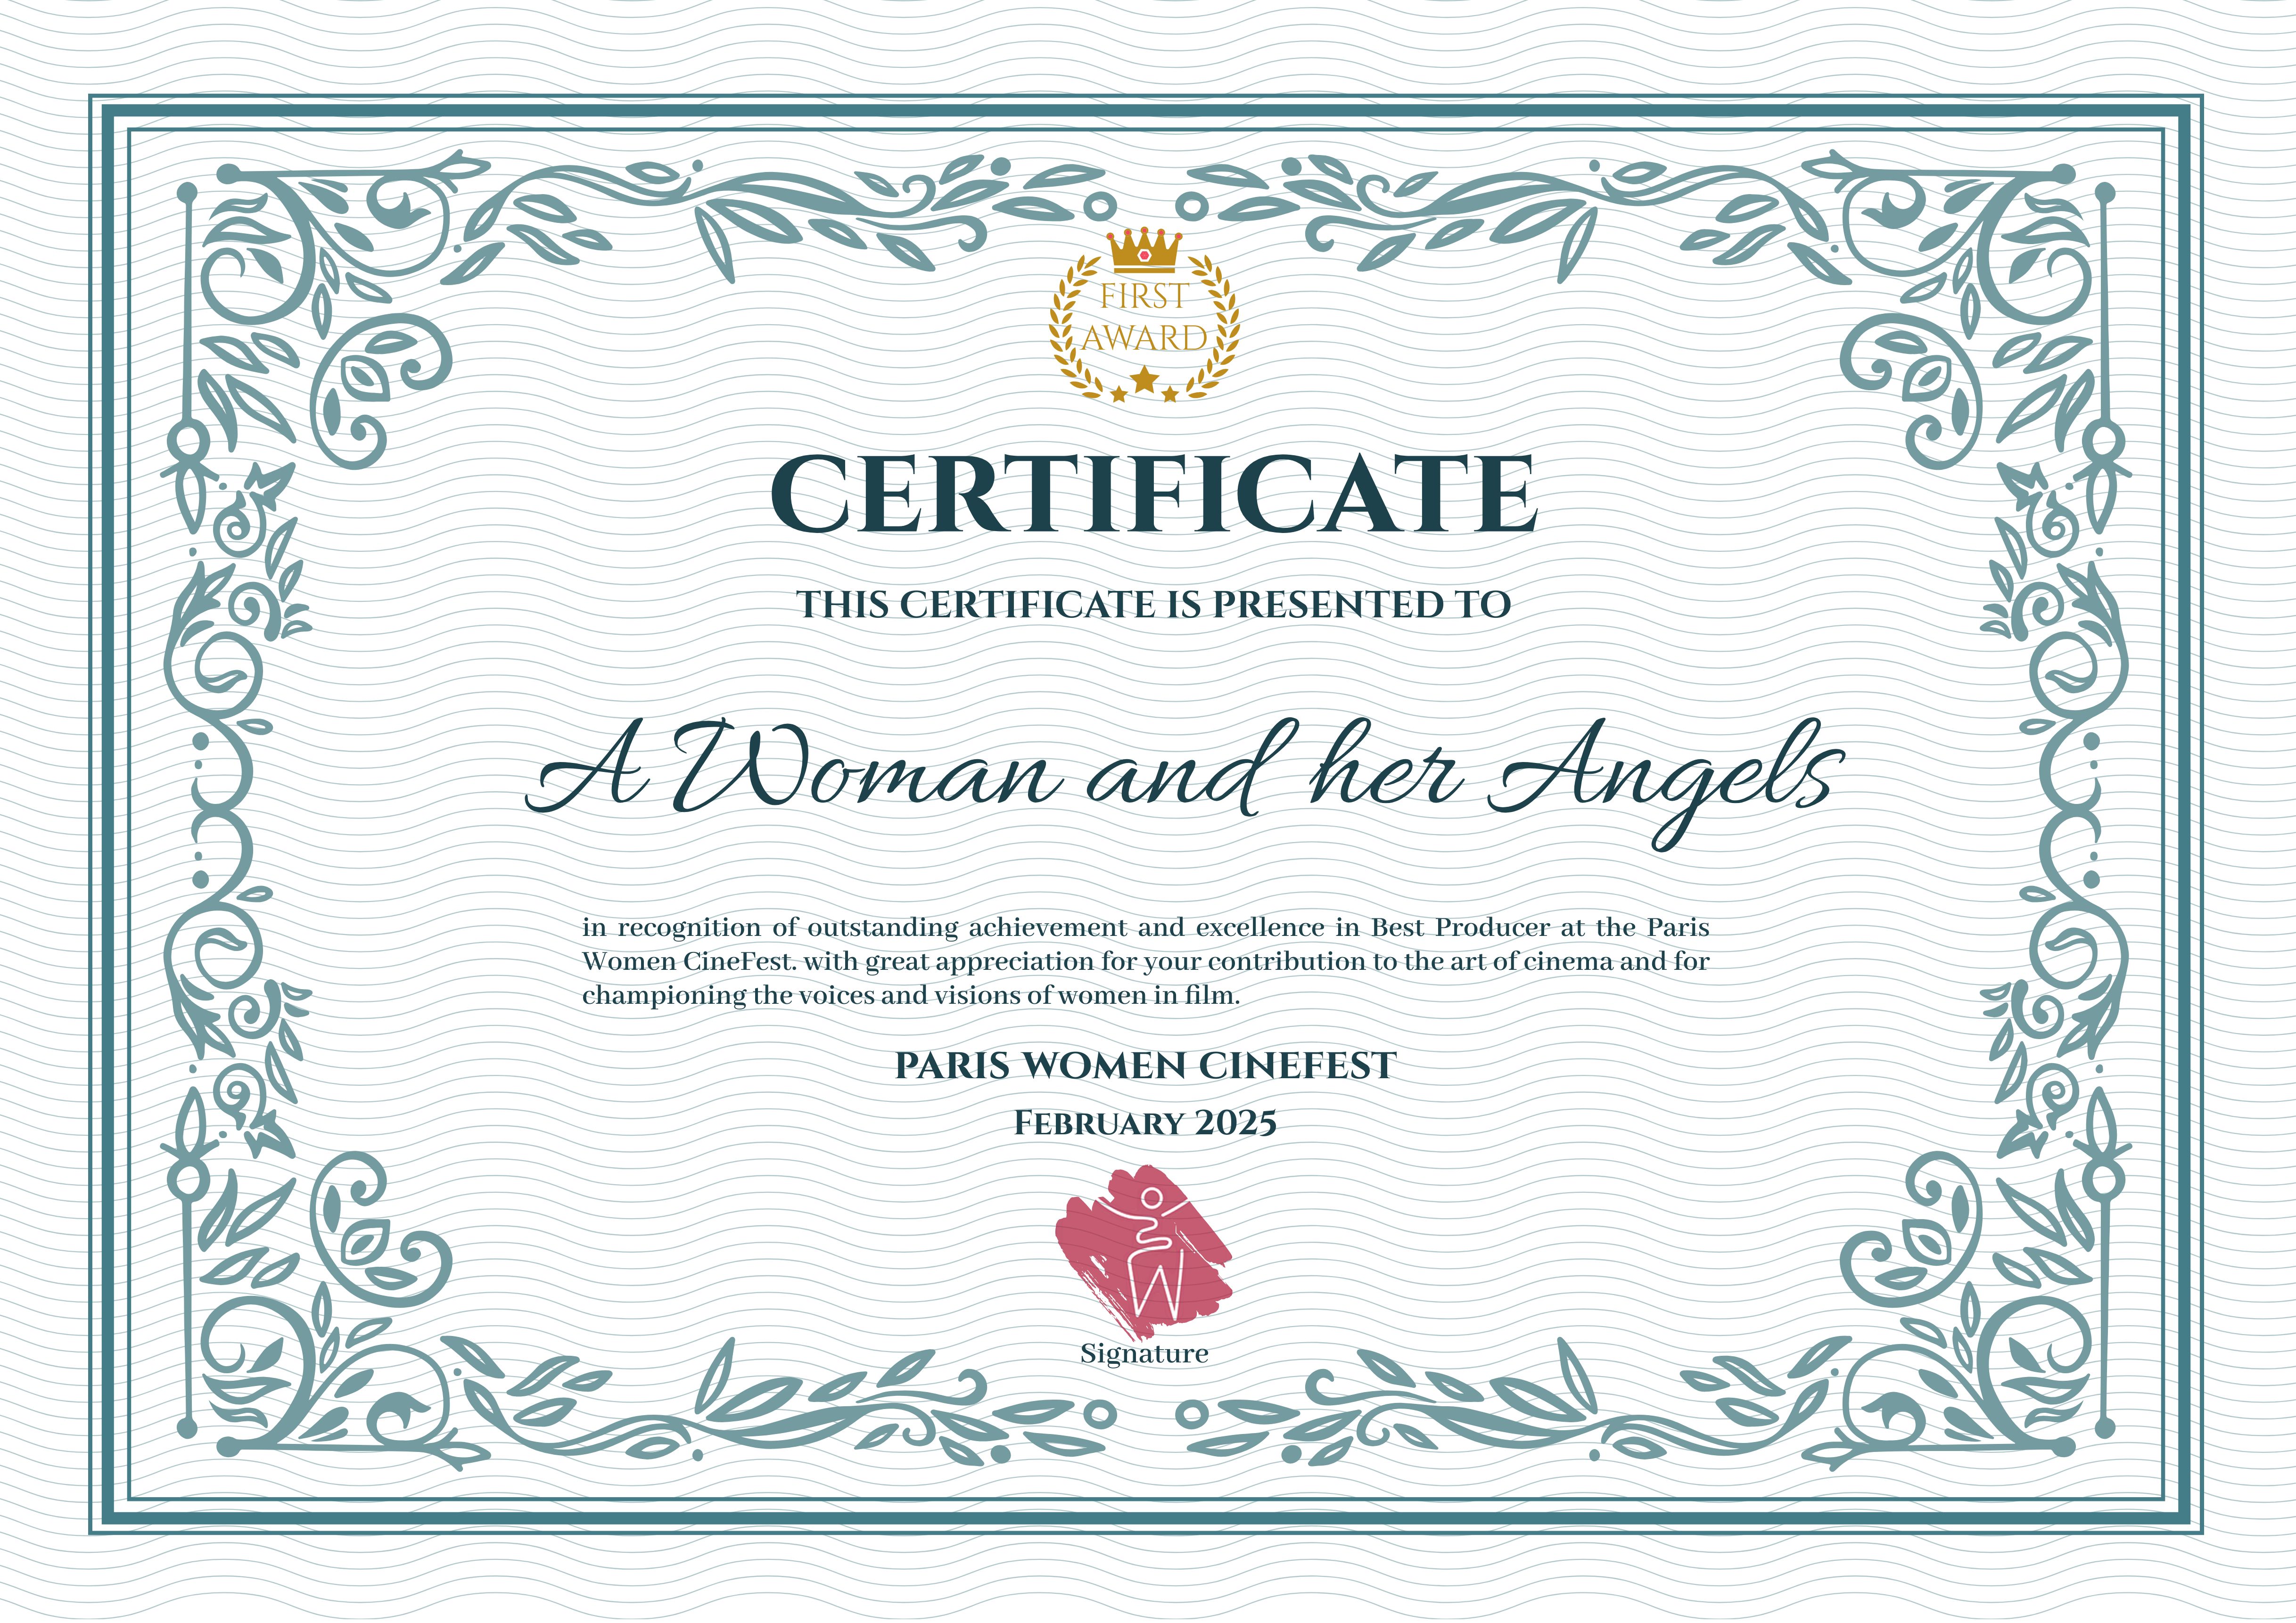 FIRST
AWARD
CERTIFICATE
THIS CERTIFICATE IS PRESENTED TO
A Woman and her Angels
in recognition of outstanding achievement and excellence in Best Producer at the Paris
Women CineFest. with great appreciation for your contribution to the art of cinema and for
championing the voices and visions of women in film.
PARIS WOMEN CINEFEST
February 2025
Signature